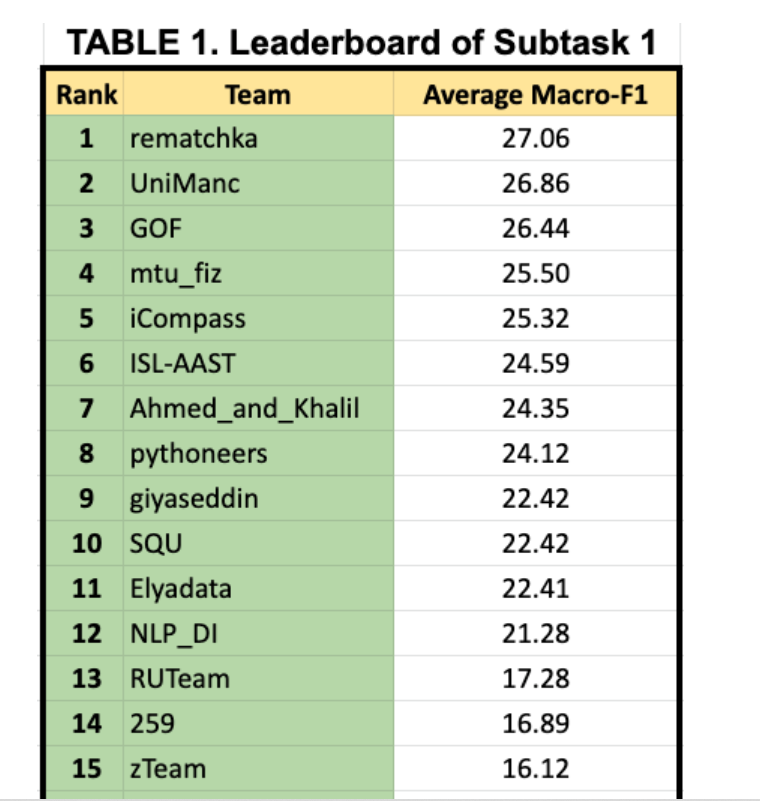 TABLE 1. Leaderboard of Subtask 1
Rank Team Average Macro-F1
1 rematchka 27.06
2 UniManc 26.86
3 GOF 26.44
4 mtu_fiz 25.50
5 iCompass 25.32
6 ISL-AAST 24.59
7 Ahmed_and_Khalil 24.35
8 pythoneers 24.12
9 giyaseddin 22.42
10 SQU 22.42
11 Elyadata 22.41
12 NLP_DI 21.28
13 RUTeam 17.28
14 259 16.89
15 zTeam 16.12